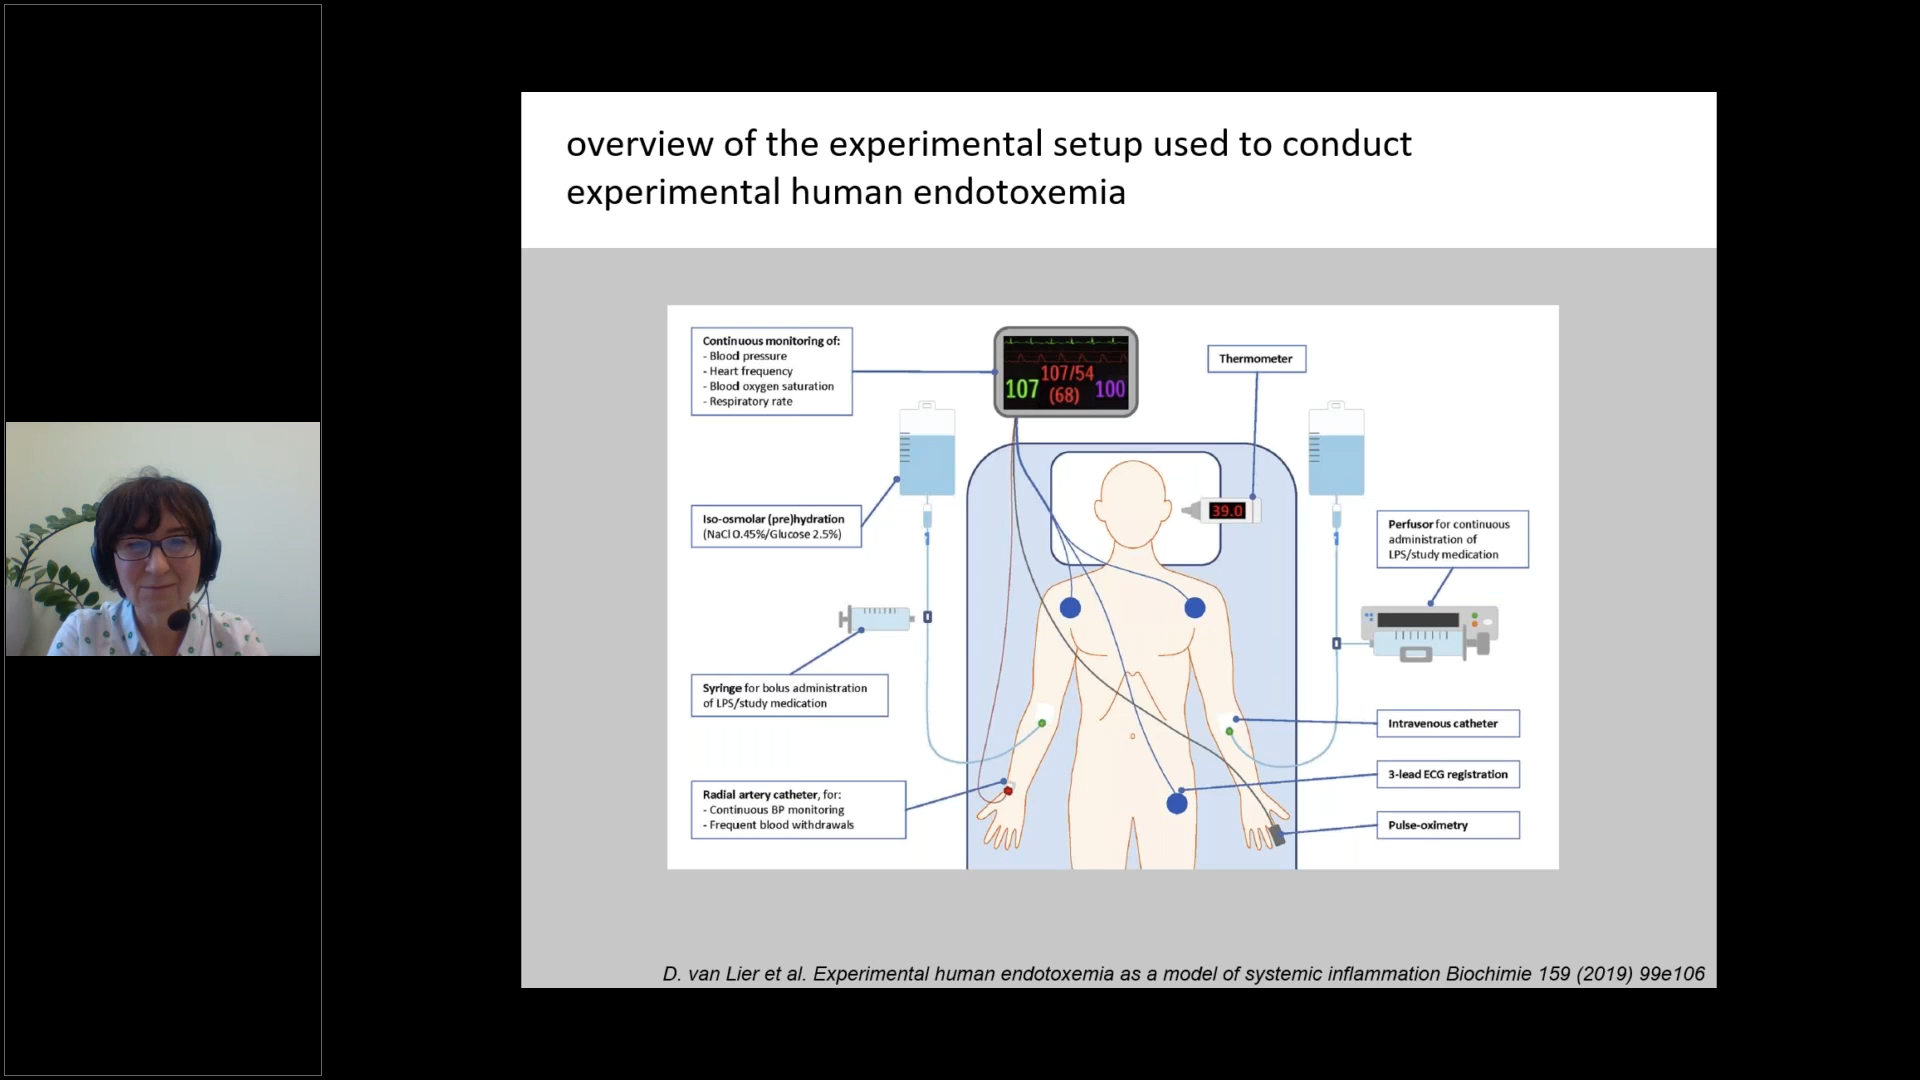 overview of the experimental setup used to conduct
experimental human endotoxemia
Continuous monitoring of:
- Blood pressure
- Heart frequency
- Blood oxygen saturation
- Respiratory rate
107/54
107
(68)
100
Thermometer
39.0
Iso-osmolar (pre)hydration
(NaCl 0.45%/Glucose 2.5%)
Perfusor for continuous
administration of
LPS/study medication
Syringe for bolus administration
of LPS/study medication
Intravenous catheter
3-lead ECG registration
Radial artery catheter, for:
- Continuous BP monitoring
- Frequent blood withdrawals
Pulse-oximetry
D. van Lier et al. Experimental human endotoxemia as a model of systemic inflammation Biochimie 159 (2019) 99e106